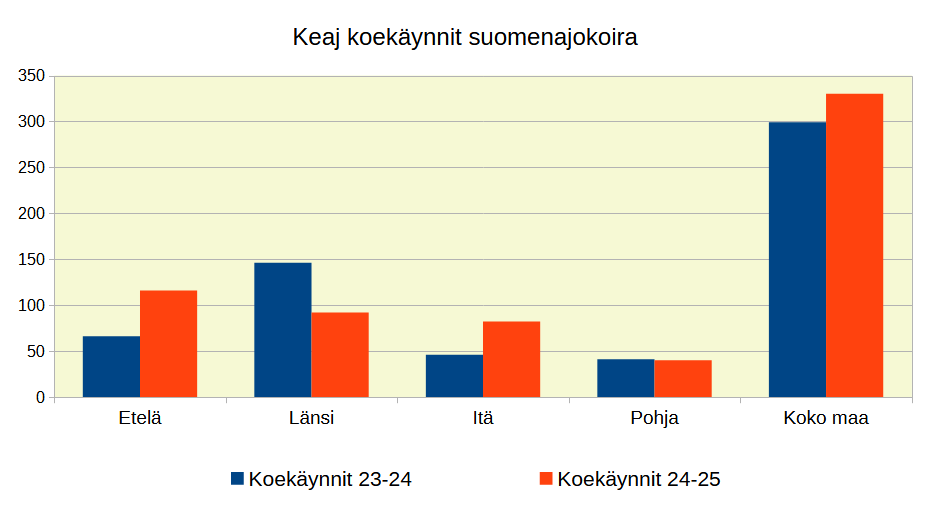 Keaj koekäynnit suomenajokoira
350
300
250
200
150
100
50
0
Etelä Länsi Itä Pohja Koko maa
Koekäynnit 23-24 Koekäynnit 24-25